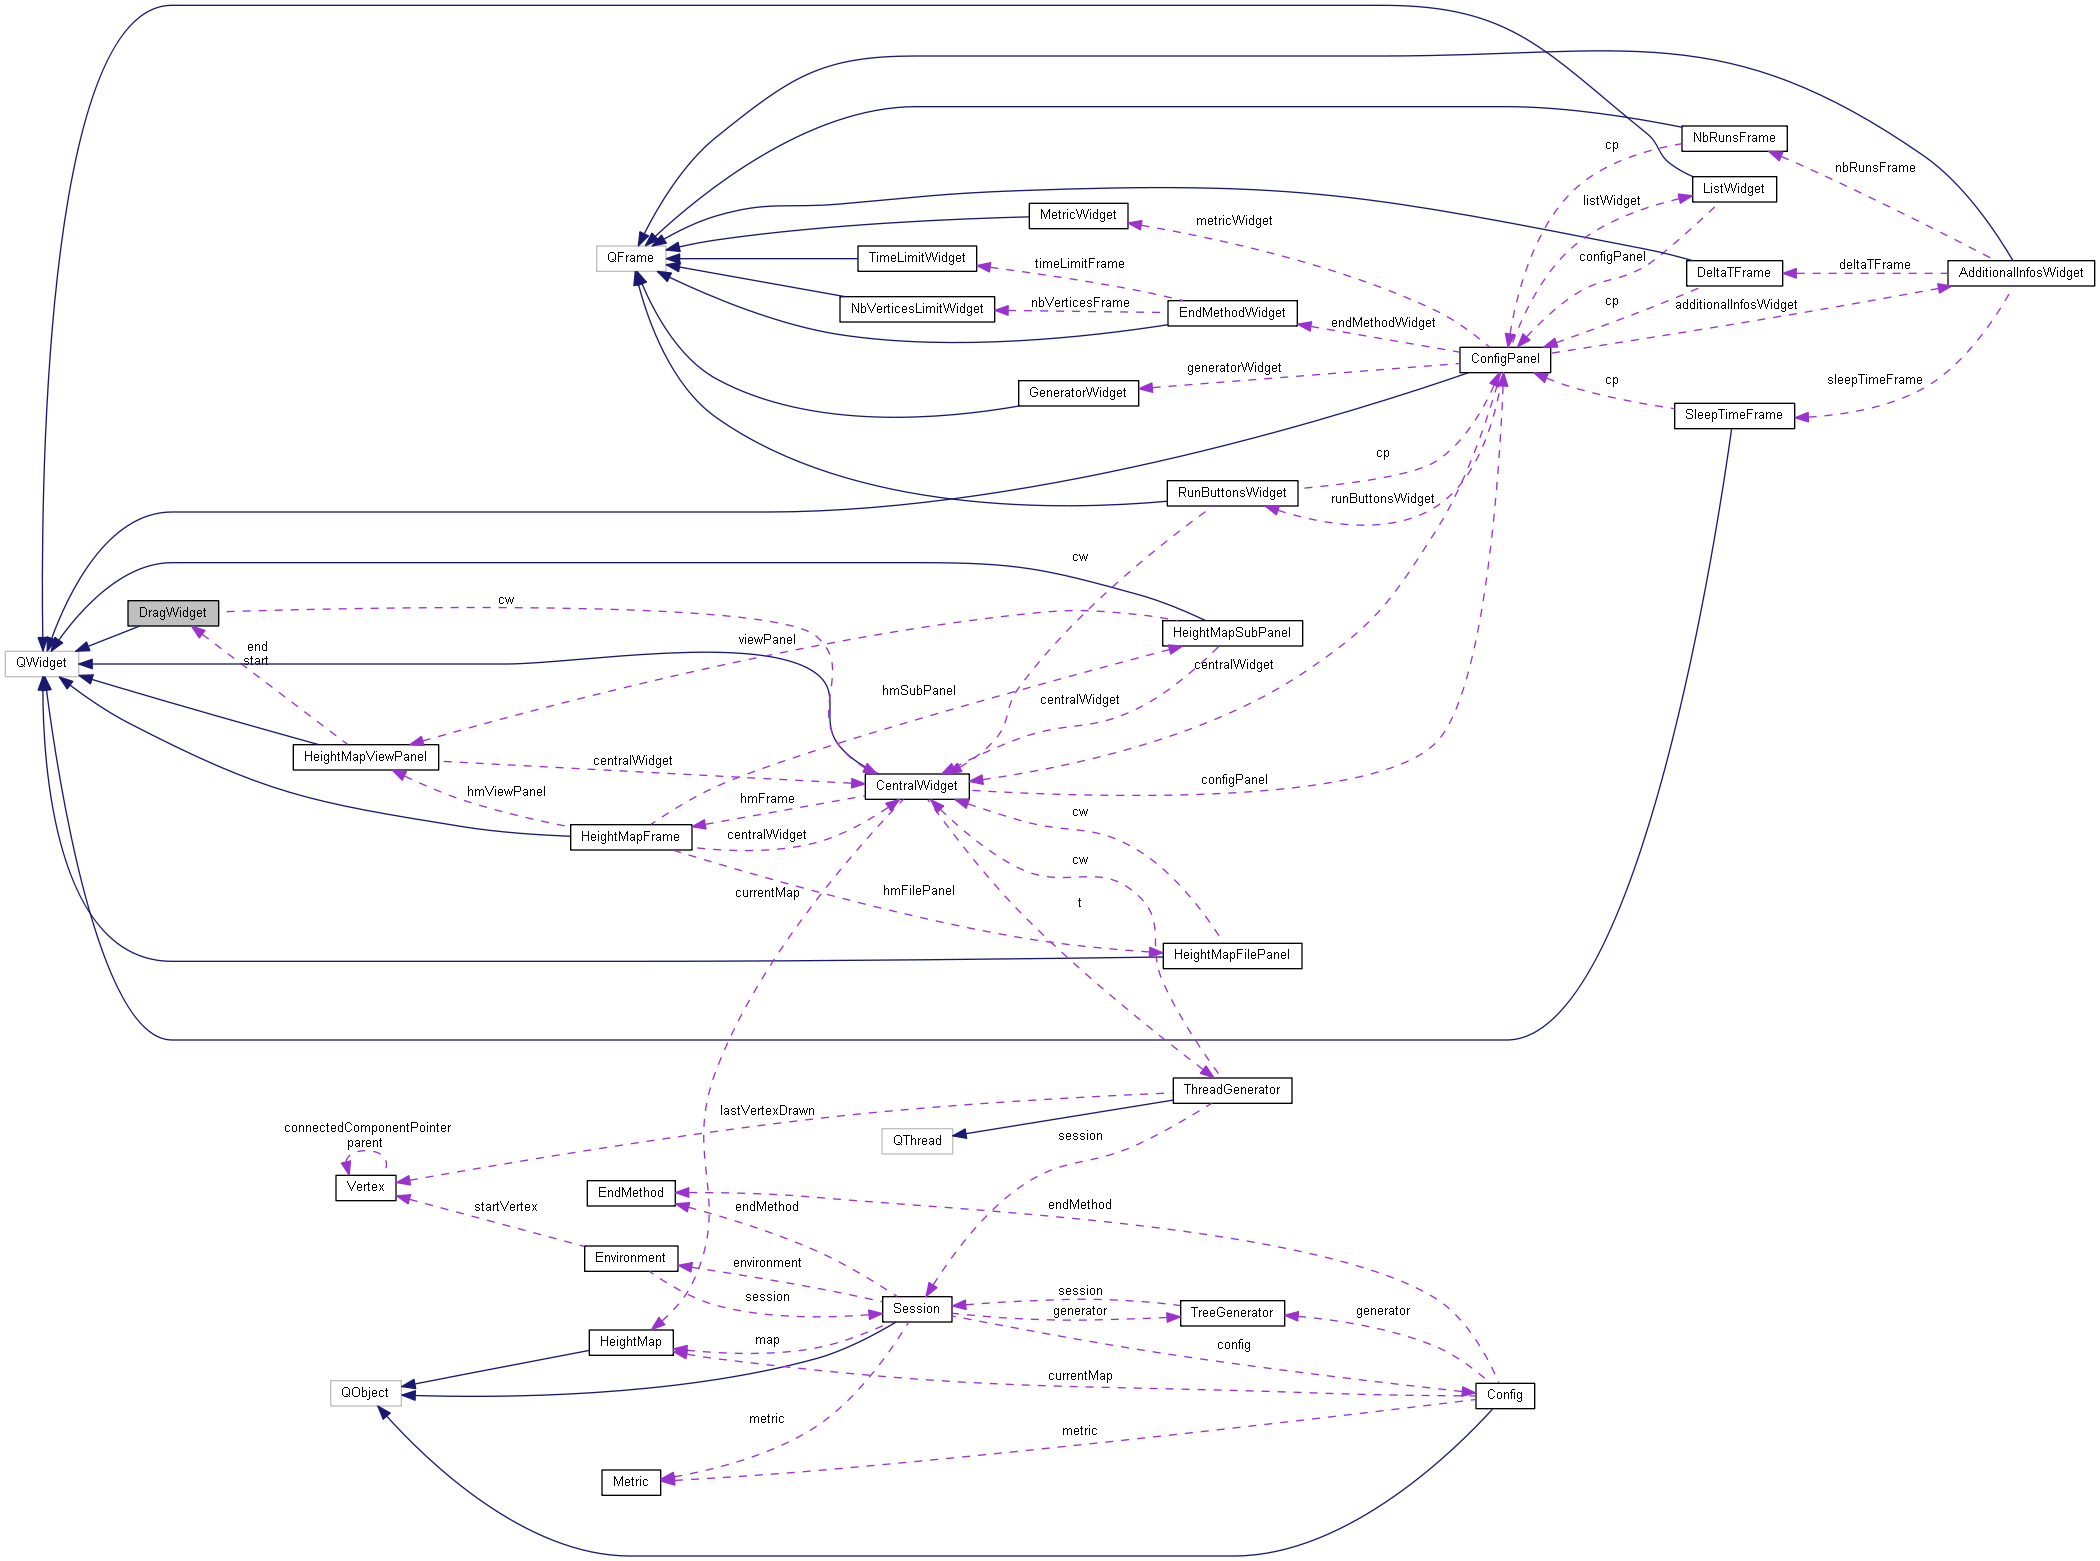 NbRunsFrame
cp
nbRunsFrame
ListWidget
listWidget
MetricWidget
metricWidget
QFrame
TimeLimitWidget
timeLimitFrame
configPanel
DeltaTFrame
deltaTFrame
AdditionalInfosWidget
NbVerticesLimitWidget
nbVerticesFrame
EndMethodWidget
cp
additionalInfosWidget
endMethodWidget
ConfigPanel
generatorWidget
GeneratorWidget
cp
sleepTimeFrame
SleepTimeFrame
cp
RunButtonsWidget
runButtonsWidget
cw
DragWidget
cw
HeightMapSubPanel
viewPanel
end
start
QWidget
centralWidget
hmSubPanel
centralWidget
HeightMapViewPanel
centralWidget
configPanel
CentralWidget
hmViewPanel
hmFrame
cw
HeightMapFrame
centralWidget
cw
currentMap
hmFilePanel
t
HeightMapFilePanel
ThreadGenerator
lastVertexDrawn
connectedComponentPointer
parent
QThread
session
Vertex
EndMethod
endMethod
endMethod
startVertex
Environment
environment
session
session
Session
generator
TreeGenerator
generator
HeightMap
map
config
currentMap
QObject
Config
metric
metric
Metric